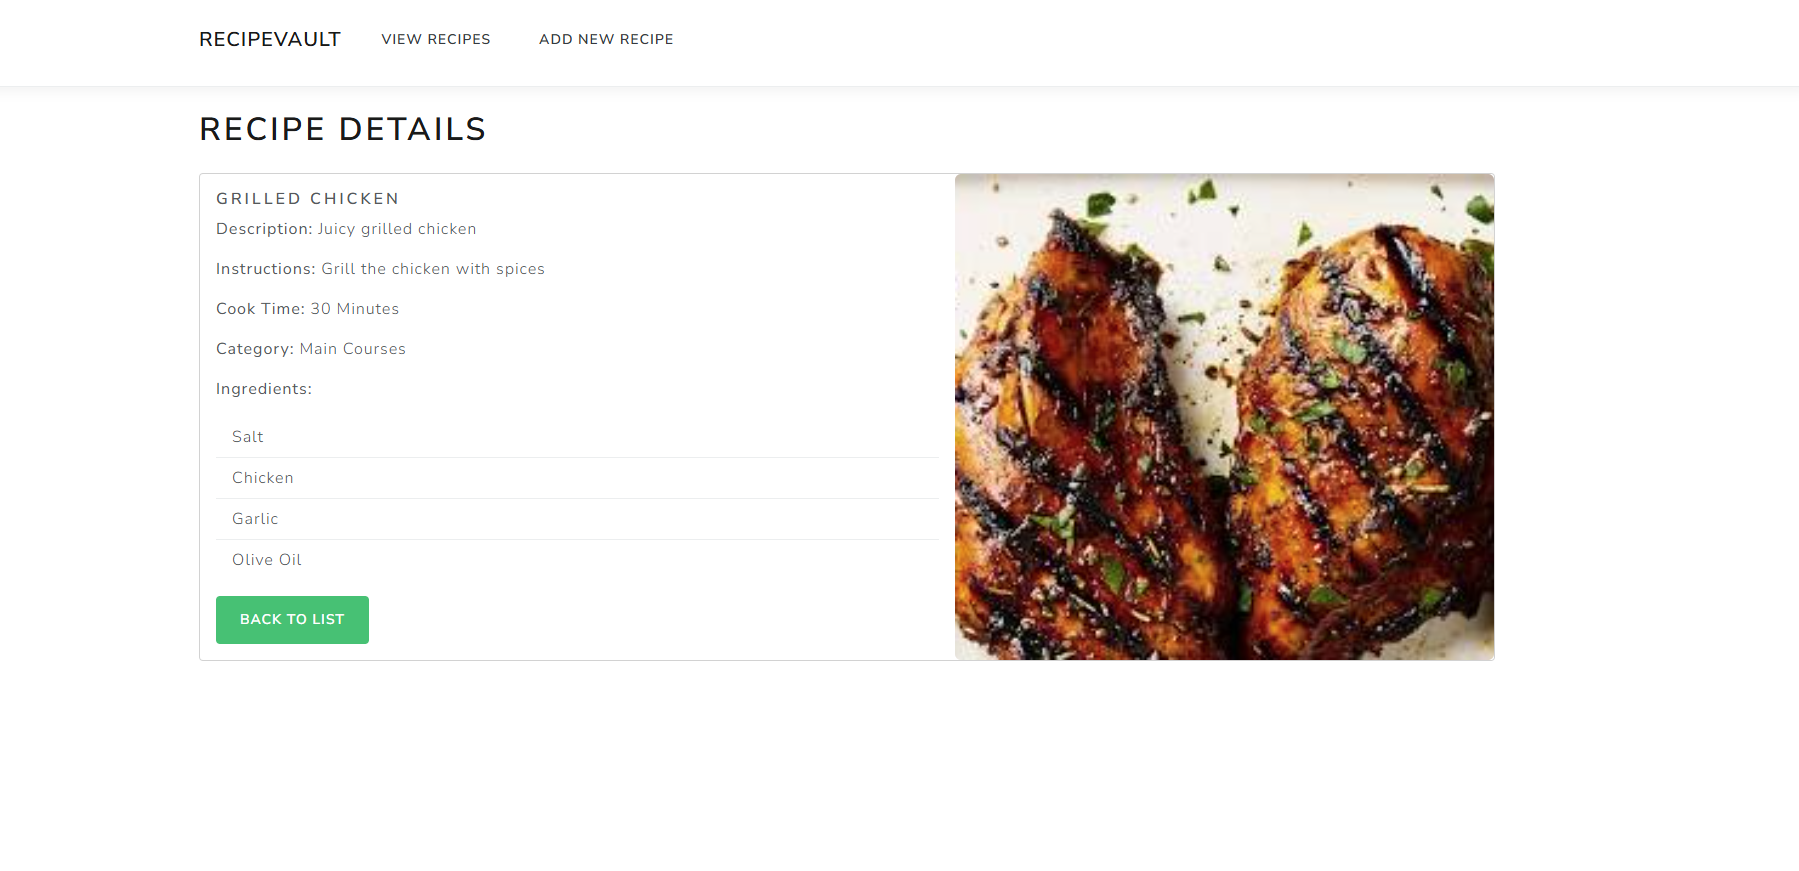 RECIPEVAULT VIEW RECIPES ADD NEW RECIPE
RECIPE DETAILS
GRILLED CHICKEN
Description: Juicy grilled chicken
Instructions: Grill the chicken with spices
Cook Time: 30 Minutes
Category: Main Courses
Ingredients:
Salt
Chicken
Garlic
Olive Oil
BACK TO LIST